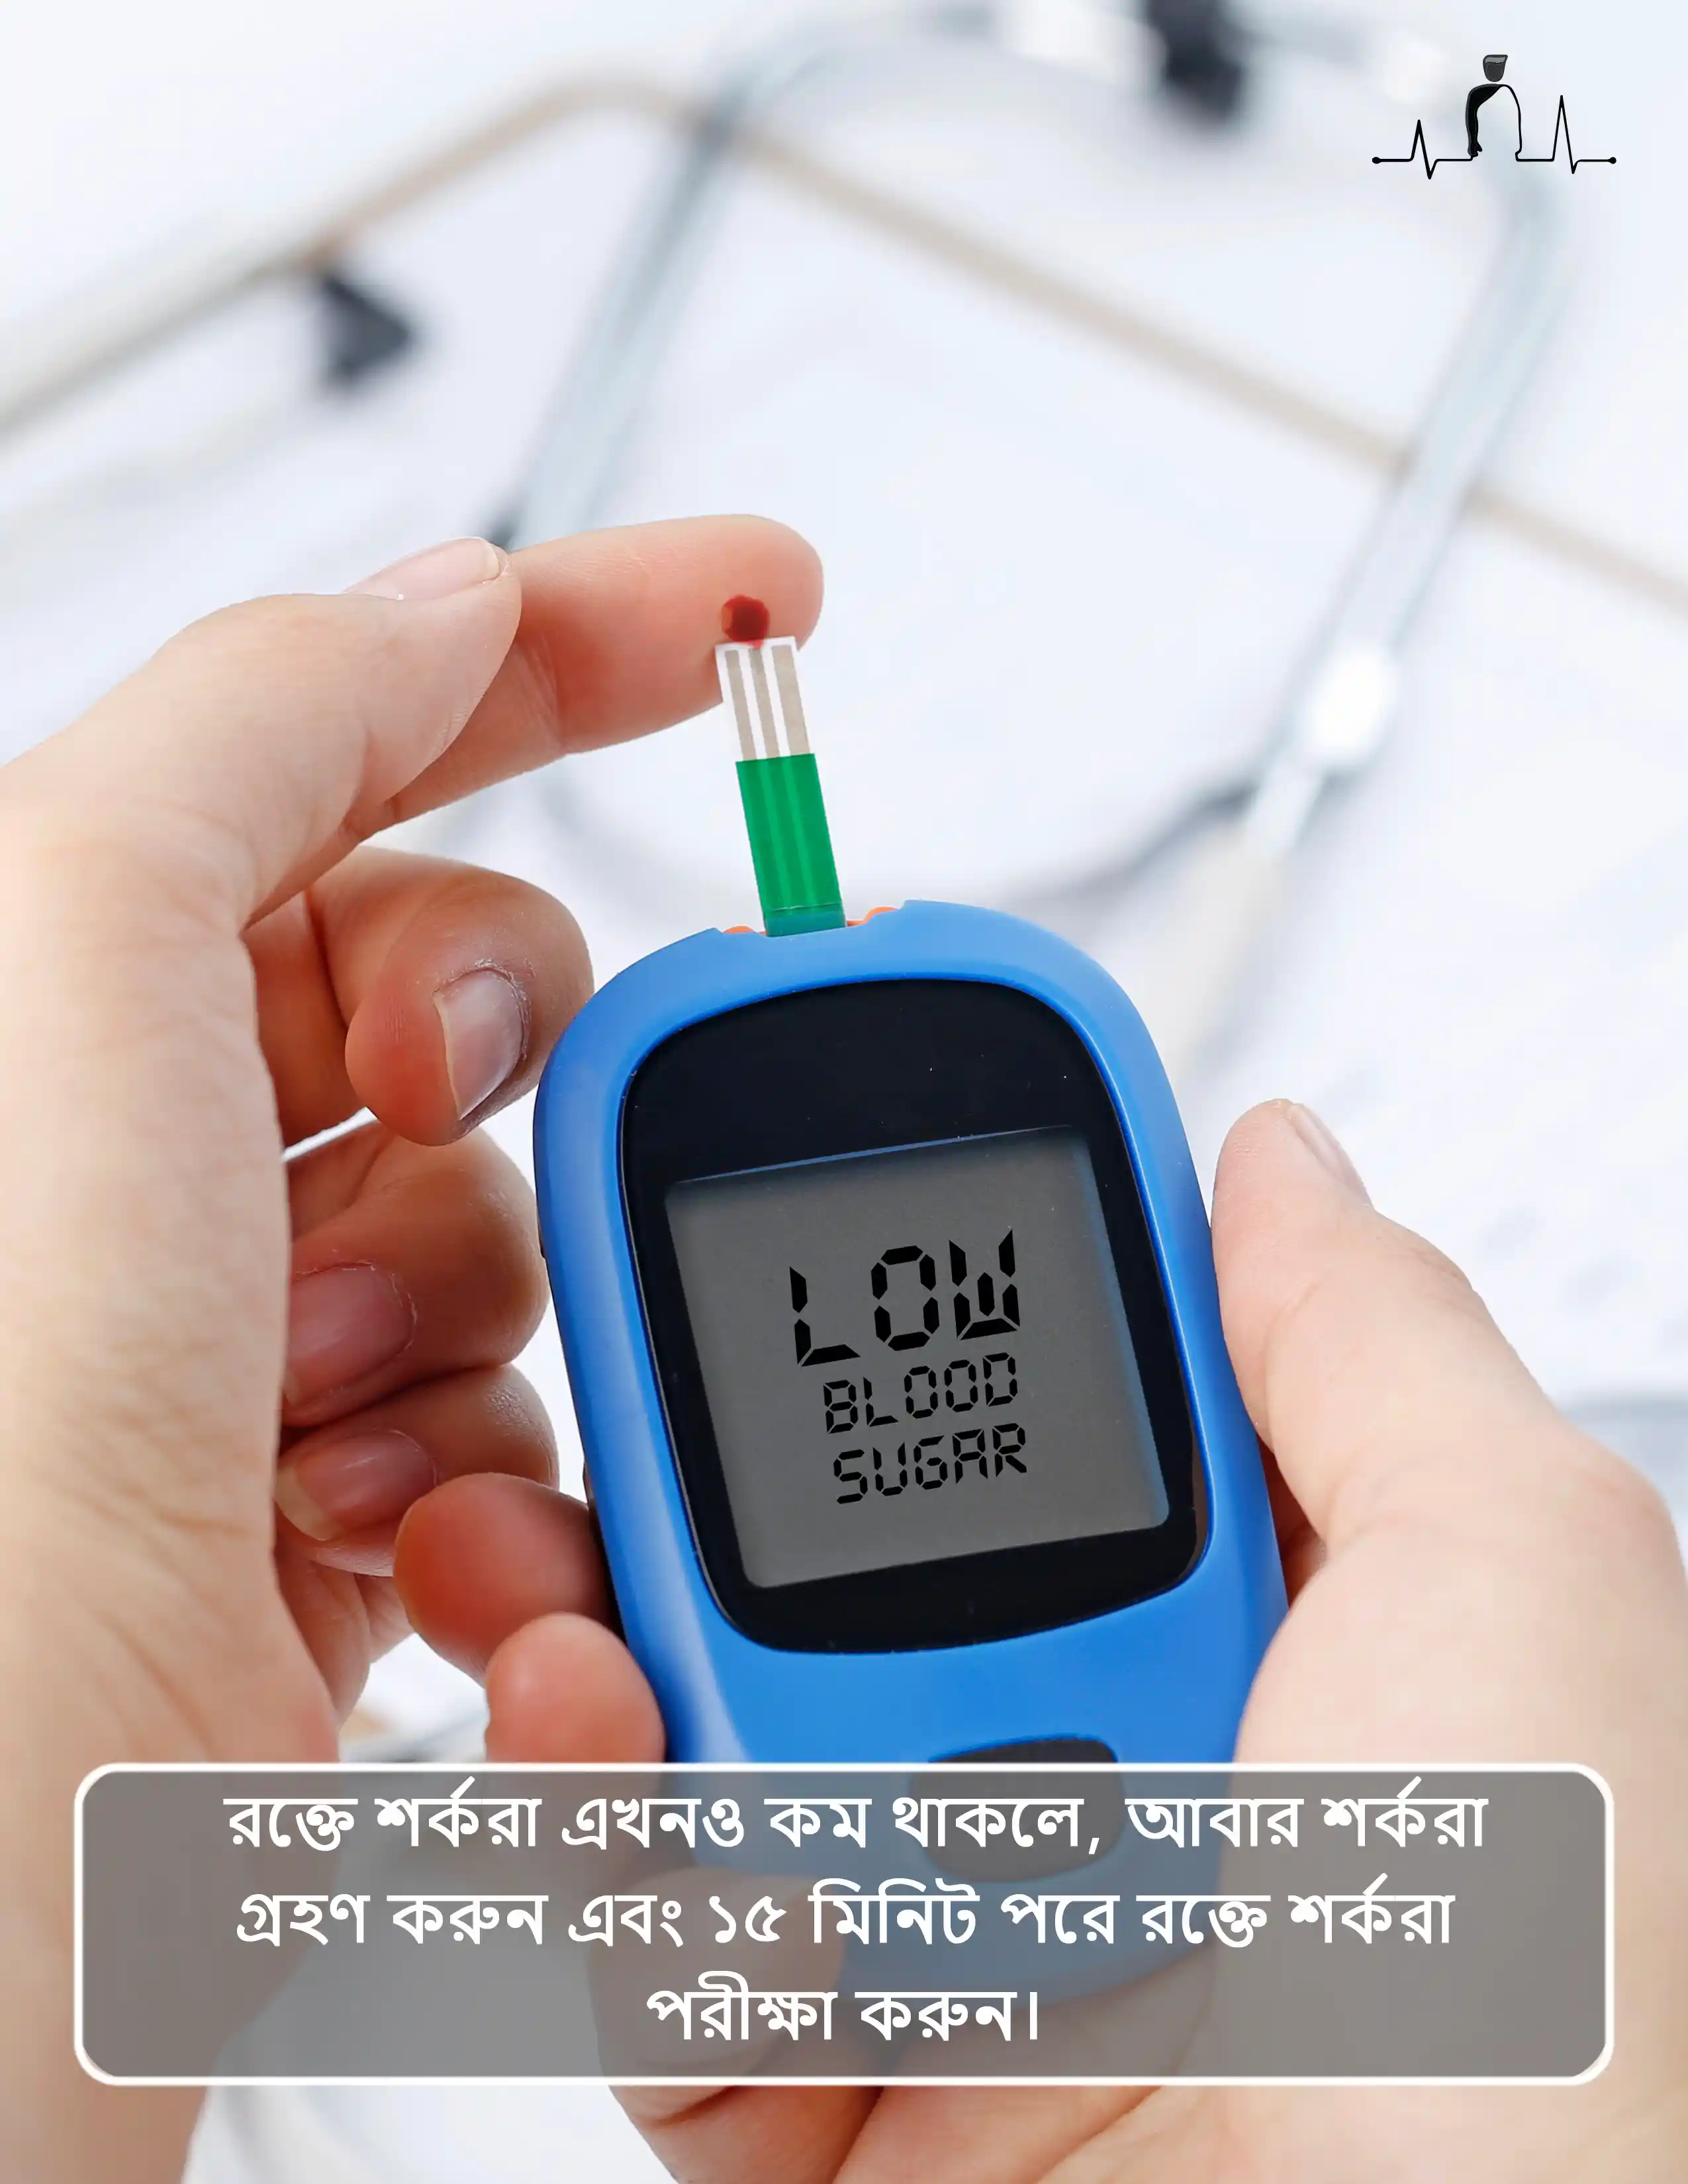 LOW
BLOOD
SUGAR
রক্তে শর্করা এখনও কম থাকলে, আবার শর্করা
গ্রহণ করুন এবং ১৫ মিনিট পরে রক্তে শর্করা
পরীক্ষা করুন।